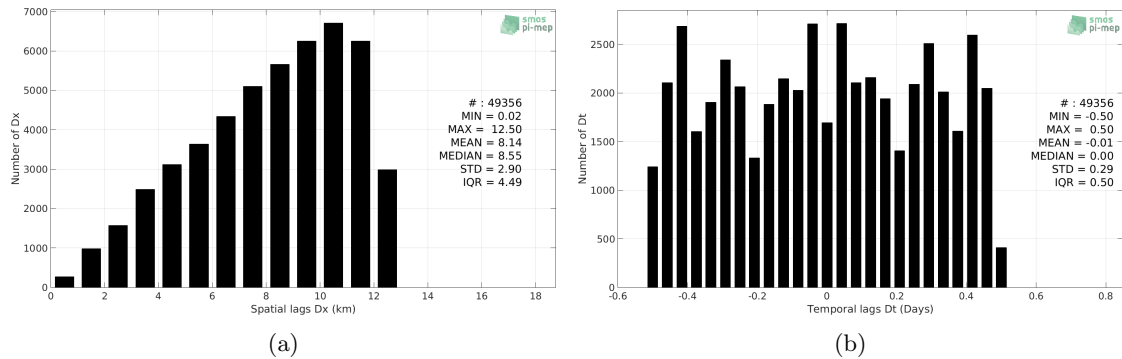 7000
6000
5000
4000
3000
2000
1000
0
Number of Dx
0 2 4 6 8 10 12 14 16 18
Spatial lags Dx (km)
smos
pi-mep
# : 49356
MIN = 0.02
MAX = 12.50
MEAN = 8.14
MEDIAN = 8.55
STD = 2.90
IQR = 4.49
(a)
2500
2000
1500
1000
500
0
Number of Dt
-0.6 -0.4 -0.2 0 0.2 0.4 0.6 0.8
Temporal lags Dt (Days)
smos
pi-mep
# : 49356
MIN = -0.50
MAX = 0.50
MEAN = -0.01
MEDIAN = 0.00
STD = 0.29
IQR = 0.50
(b)